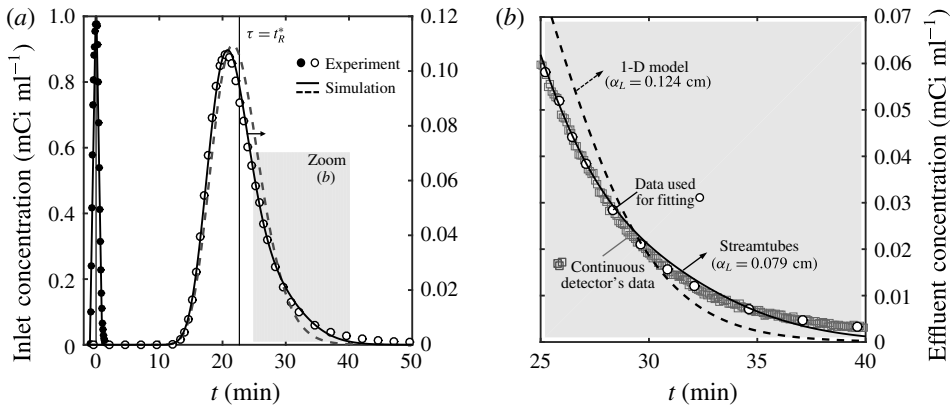 (a)
Inlet concentration (mCi ml⁻¹)
1.0
0.8
0.6
0.4
0.2
0
0
10
20
30
40
50
t (min)
0.12
0.10
0.08
0.06
0.04
0.02
0
τ = t*R
Experiment
Simulation
Zoom
(b)
(b)
1-D model
(αL = 0.124 cm)
Data used
for fitting
Streamtubes
(αL = 0.079 cm)
Continuous
detector's data
25
30
35
40
t (min)
0.07
0.06
0.05
0.04
0.03
0.02
0.01
0
Effluent concentration (mCi ml⁻¹)